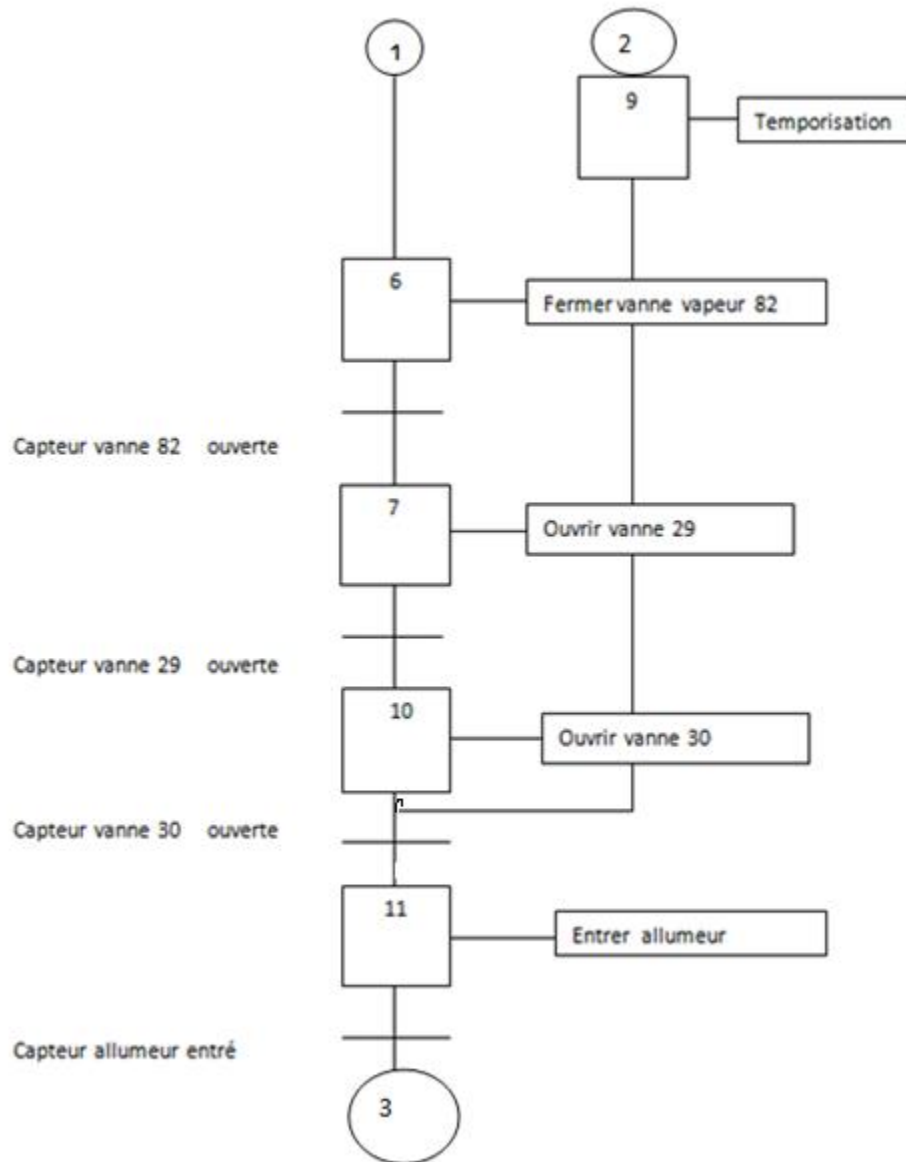 1
2
9
Temporisation
6
Fermer vanne vapeur 82
Capteur vanne 82 ouverte
7
Ouvrir vanne 29
Capteur vanne 29 ouverte
10
Ouvrir vanne 30
Capteur vanne 30 ouverte
11
Entrer allumeur
Capteur allumeur entré
3